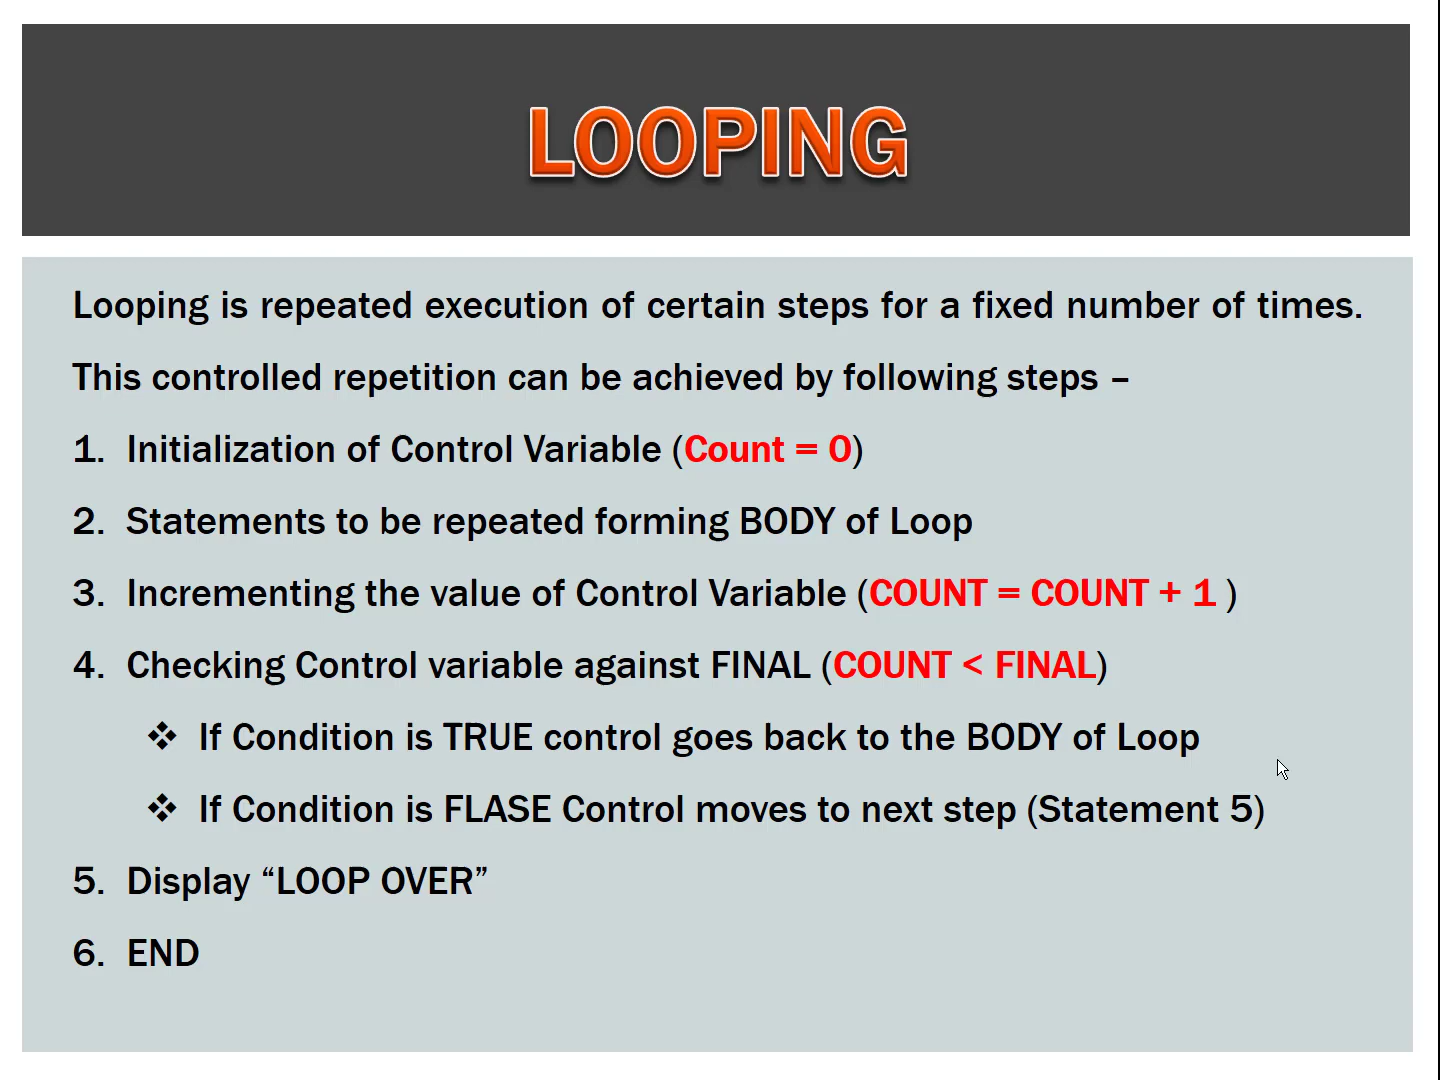 LOOPING
Looping is repeated execution of certain steps for a fixed number of times.
This controlled repetition can be achieved by following steps –
1. Initialization of Control Variable (Count = 0)
2. Statements to be repeated forming BODY of Loop
3. Incrementing the value of Control Variable (COUNT = COUNT + 1 )
4. Checking Control variable against FINAL (COUNT < FINAL)
❖ If Condition is TRUE control goes back to the BODY of Loop
❖ If Condition is FLASE Control moves to next step (Statement 5)
5. Display “LOOP OVER”
6. END